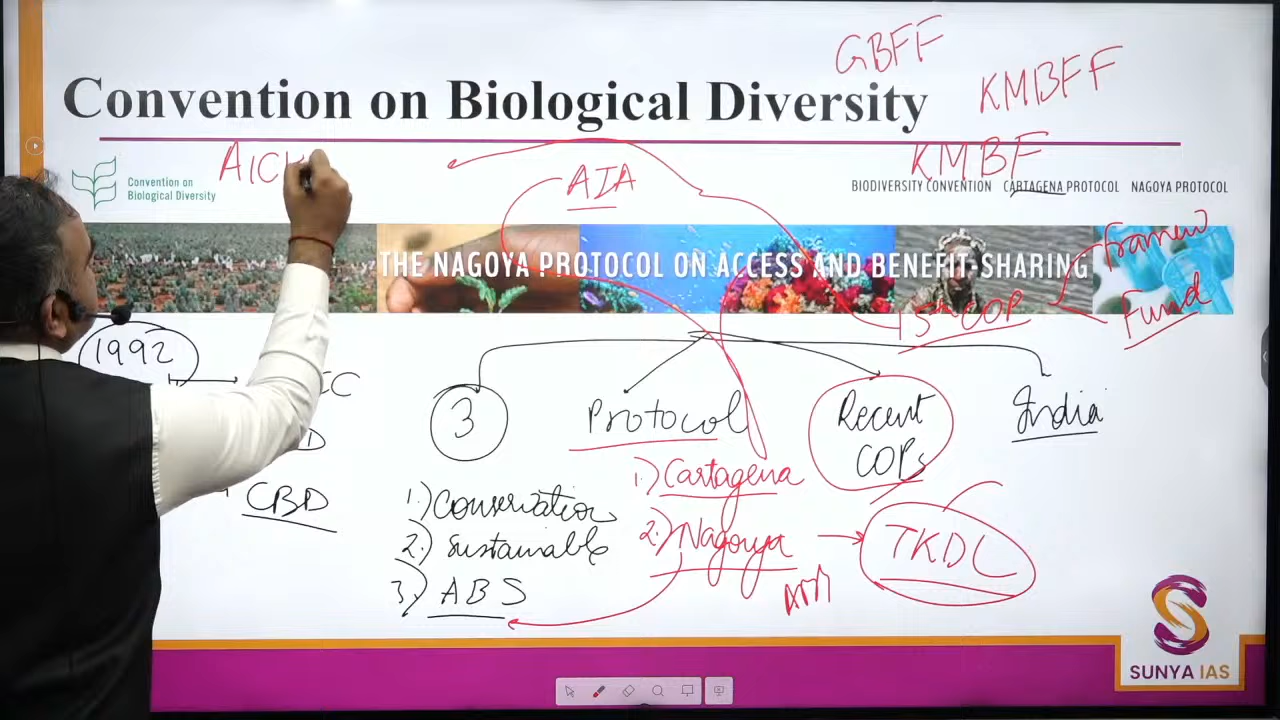 GBFF
KMBFF
Convention on Biological Diversity
KMBF
AICH
AIA
Convention on
Biological Diversity
BIODIVERSITY CONVENTION CARTAGENA PROTOCOL NAGOYA PROTOCOL
THE NAGOYA PROTOCOL ON ACCESS AND BENEFIT-SHARING
Framew
15th COP
Fund
1992
CBD
3
1.) Conservation
2.) Sustainable
3.) ABS
Protocol
1.) Cartagena
2.) Nagoya
TKDL
Recent
COPs
India
SUNYA IAS